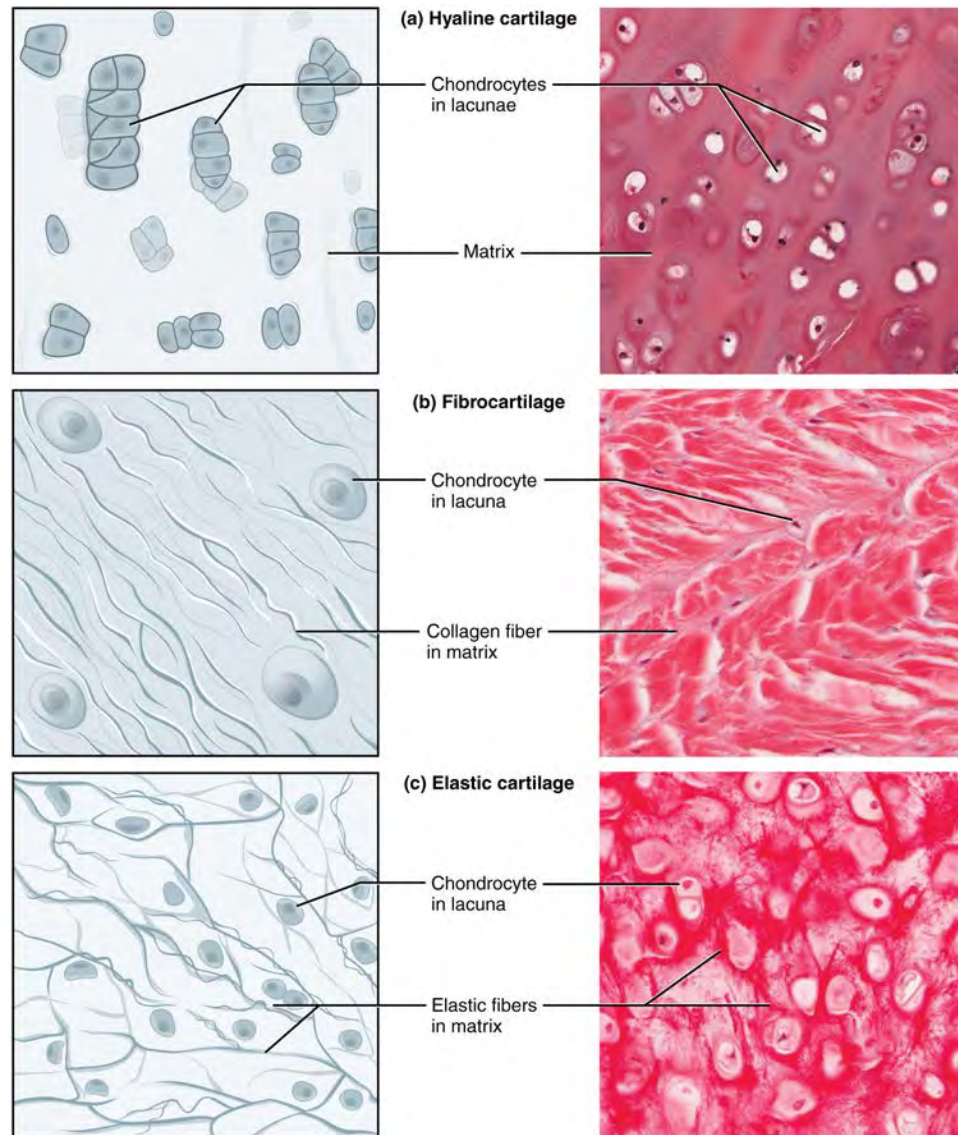 (a) Hyaline cartilage
Chondrocytes
in lacunae
Matrix
(b) Fibrocartilage
Chondrocyte
in lacuna
Collagen fiber
in matrix
(c) Elastic cartilage
Chondrocyte
in lacuna
Elastic fibers
in matrix